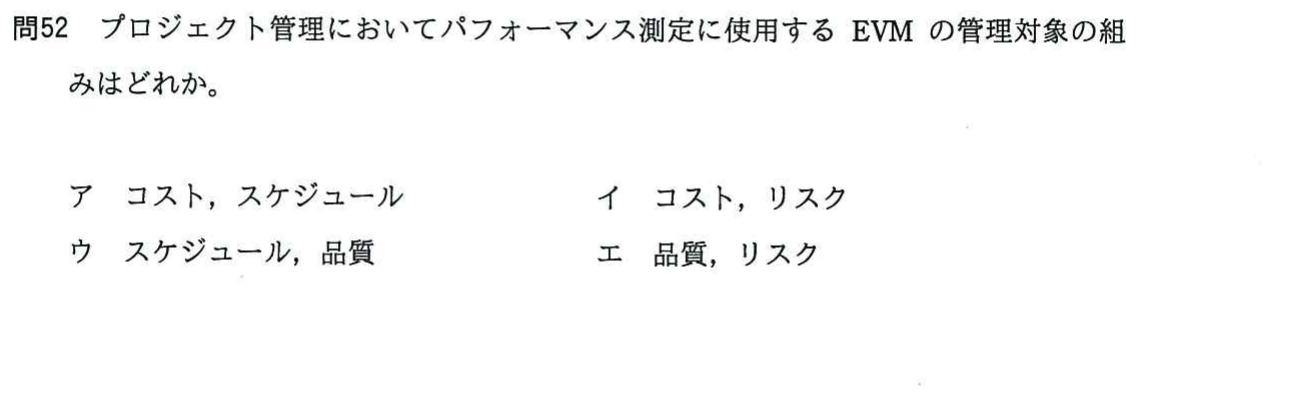 問52 プロジェクト管理においてパフォーマンス測定に使用する EVM の管理対象の組
みはどれか。
ア コスト，スケジュール イ コスト，リスク
ウ スケジュール，品質 エ 品質，リスク